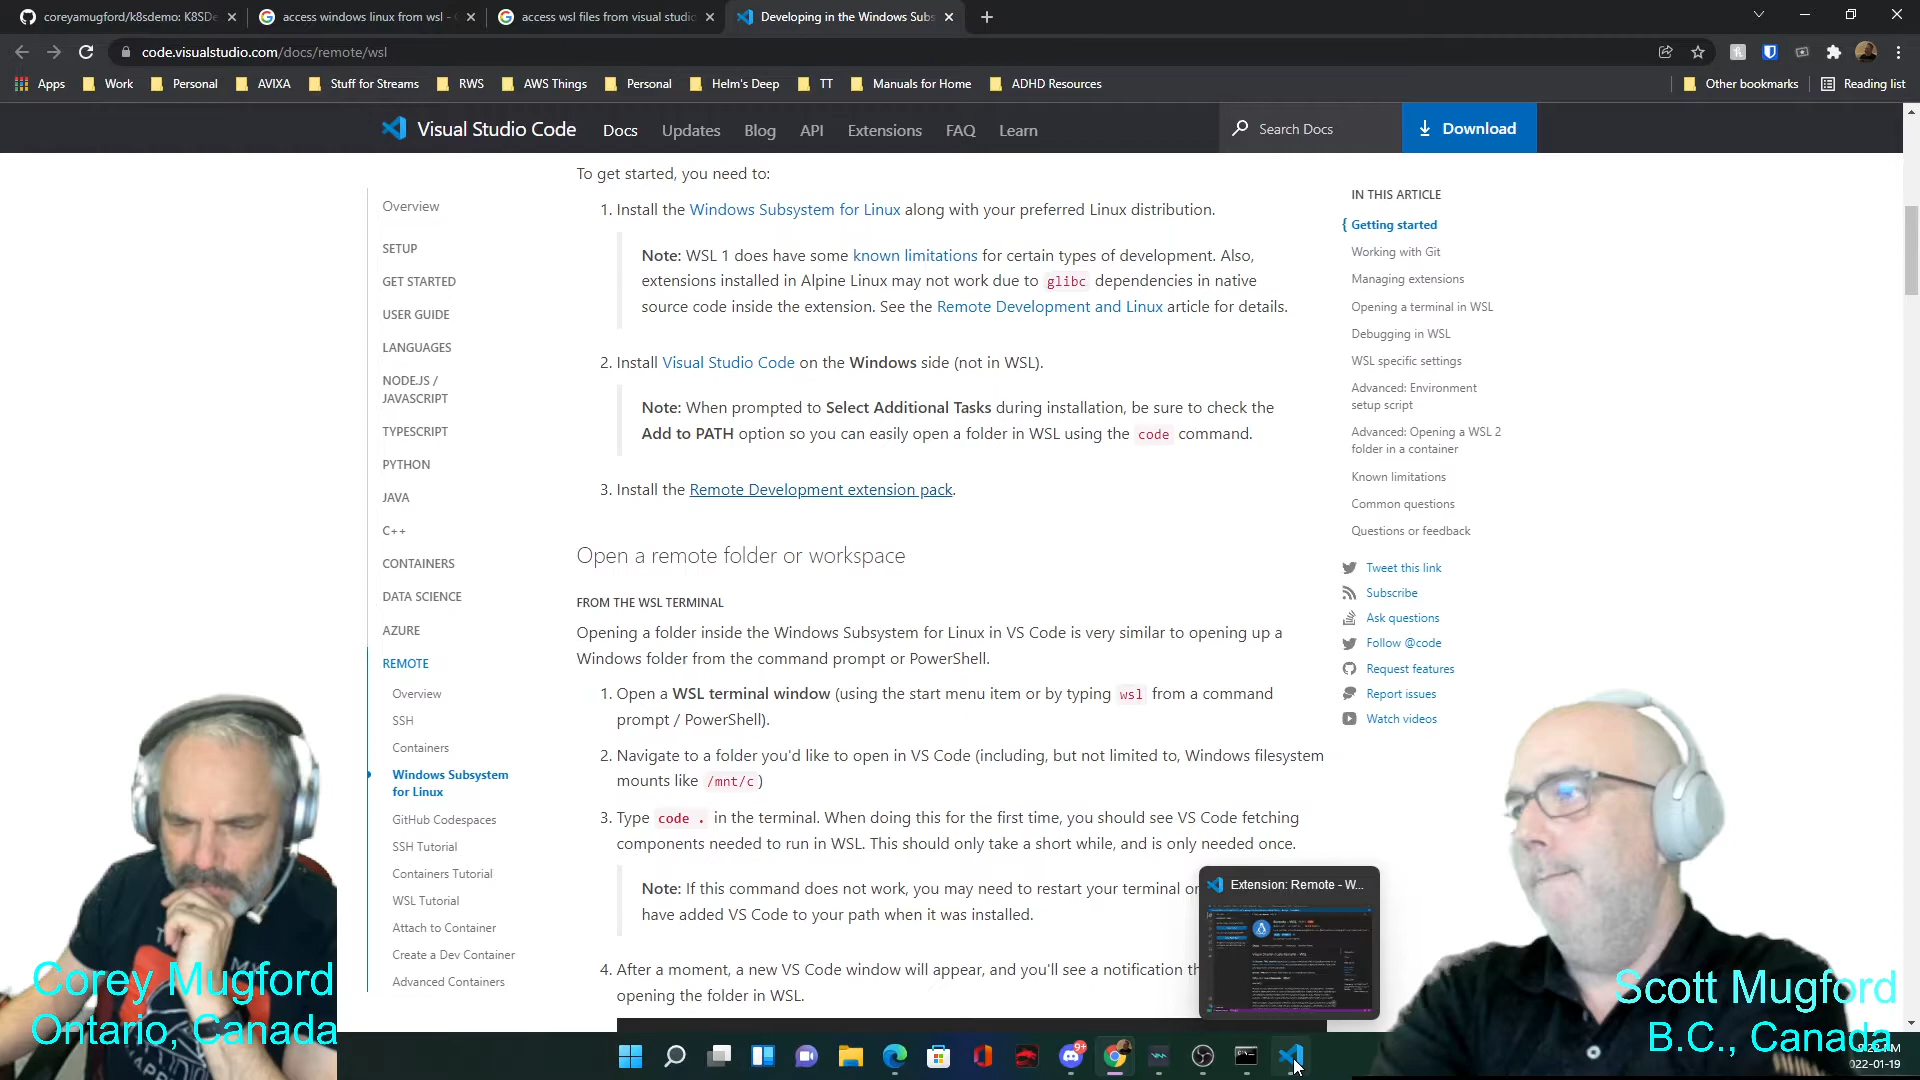 coreyamugford/k8sdemo: K8SDe
access windows linux from wsl -
access wsl files from visual studio
Developing in the Windows Subs
code.visualstudio.com/docs/remote/wsl
Apps
Work
Personal
AVIXA
Stuff for Streams
RWS
AWS Things
Personal
Helm's Deep
TT
Manuals for Home
ADHD Resources
Other bookmarks
Reading list
Visual Studio Code
Docs
Updates
Blog
API
Extensions
FAQ
Learn
Search Docs
Download
Overview
SETUP
GET STARTED
USER GUIDE
LANGUAGES
NODE.JS /
JAVASCRIPT
TYPESCRIPT
PYTHON
JAVA
C++
CONTAINERS
DATA SCIENCE
AZURE
REMOTE
Overview
SSH
Containers
Windows Subsystem
for Linux
GitHub Codespaces
SSH Tutorial
Containers Tutorial
WSL Tutorial
Attach to Container
Create a Dev Container
Advanced Containers
To get started, you need to:
1. Install the Windows Subsystem for Linux along with your preferred Linux distribution.
Note: WSL 1 does have some known limitations for certain types of development. Also,
extensions installed in Alpine Linux may not work due to glibc dependencies in native
source code inside the extension. See the Remote Development and Linux article for details.
2. Install Visual Studio Code on the Windows side (not in WSL).
Note: When prompted to Select Additional Tasks during installation, be sure to check the
Add to PATH option so you can easily open a folder in WSL using the code command.
3. Install the Remote Development extension pack.
Open a remote folder or workspace
FROM THE WSL TERMINAL
Opening a folder inside the Windows Subsystem for Linux in VS Code is very similar to opening up a
Windows folder from the command prompt or PowerShell.
1. Open a WSL terminal window (using the start menu item or by typing wsl from a command
prompt / PowerShell).
2. Navigate to a folder you'd like to open in VS Code (including, but not limited to, Windows filesystem
mounts like /mnt/c)
3. Type code . in the terminal. When doing this for the first time, you should see VS Code fetching
components needed to run in WSL. This should only take a short while, and is only needed once.
Note: If this command does not work, you may need to restart your terminal or
have added VS Code to your path when it was installed.
4. After a moment, a new VS Code window will appear, and you'll see a notification th
opening the folder in WSL.
IN THIS ARTICLE
{ Getting started
Working with Git
Managing extensions
Opening a terminal in WSL
Debugging in WSL
WSL specific settings
Advanced: Environment
setup script
Advanced: Opening a WSL 2
folder in a container
Known limitations
Common questions
Questions or feedback
Tweet this link
Subscribe
Ask questions
Follow @code
Request features
Report issues
Watch videos
Extension: Remote - W...
Corey Mugford
Ontario, Canada
Scott Mugford
B.C., Canada
9+
022-01-19